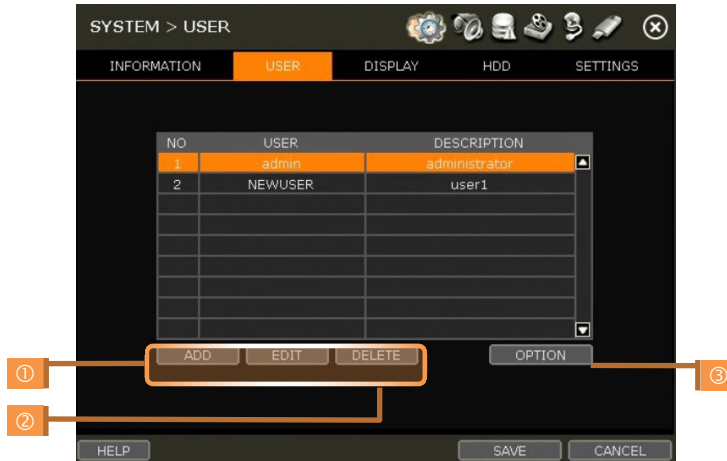 SYSTEM > USER
INFORMATION USER DISPLAY HDD SETTINGS
NO USER DESCRIPTION
1 admin administrator
2 NEWUSER user1
ADD EDIT DELETE OPTION
①
③
②
HELP SAVE CANCEL